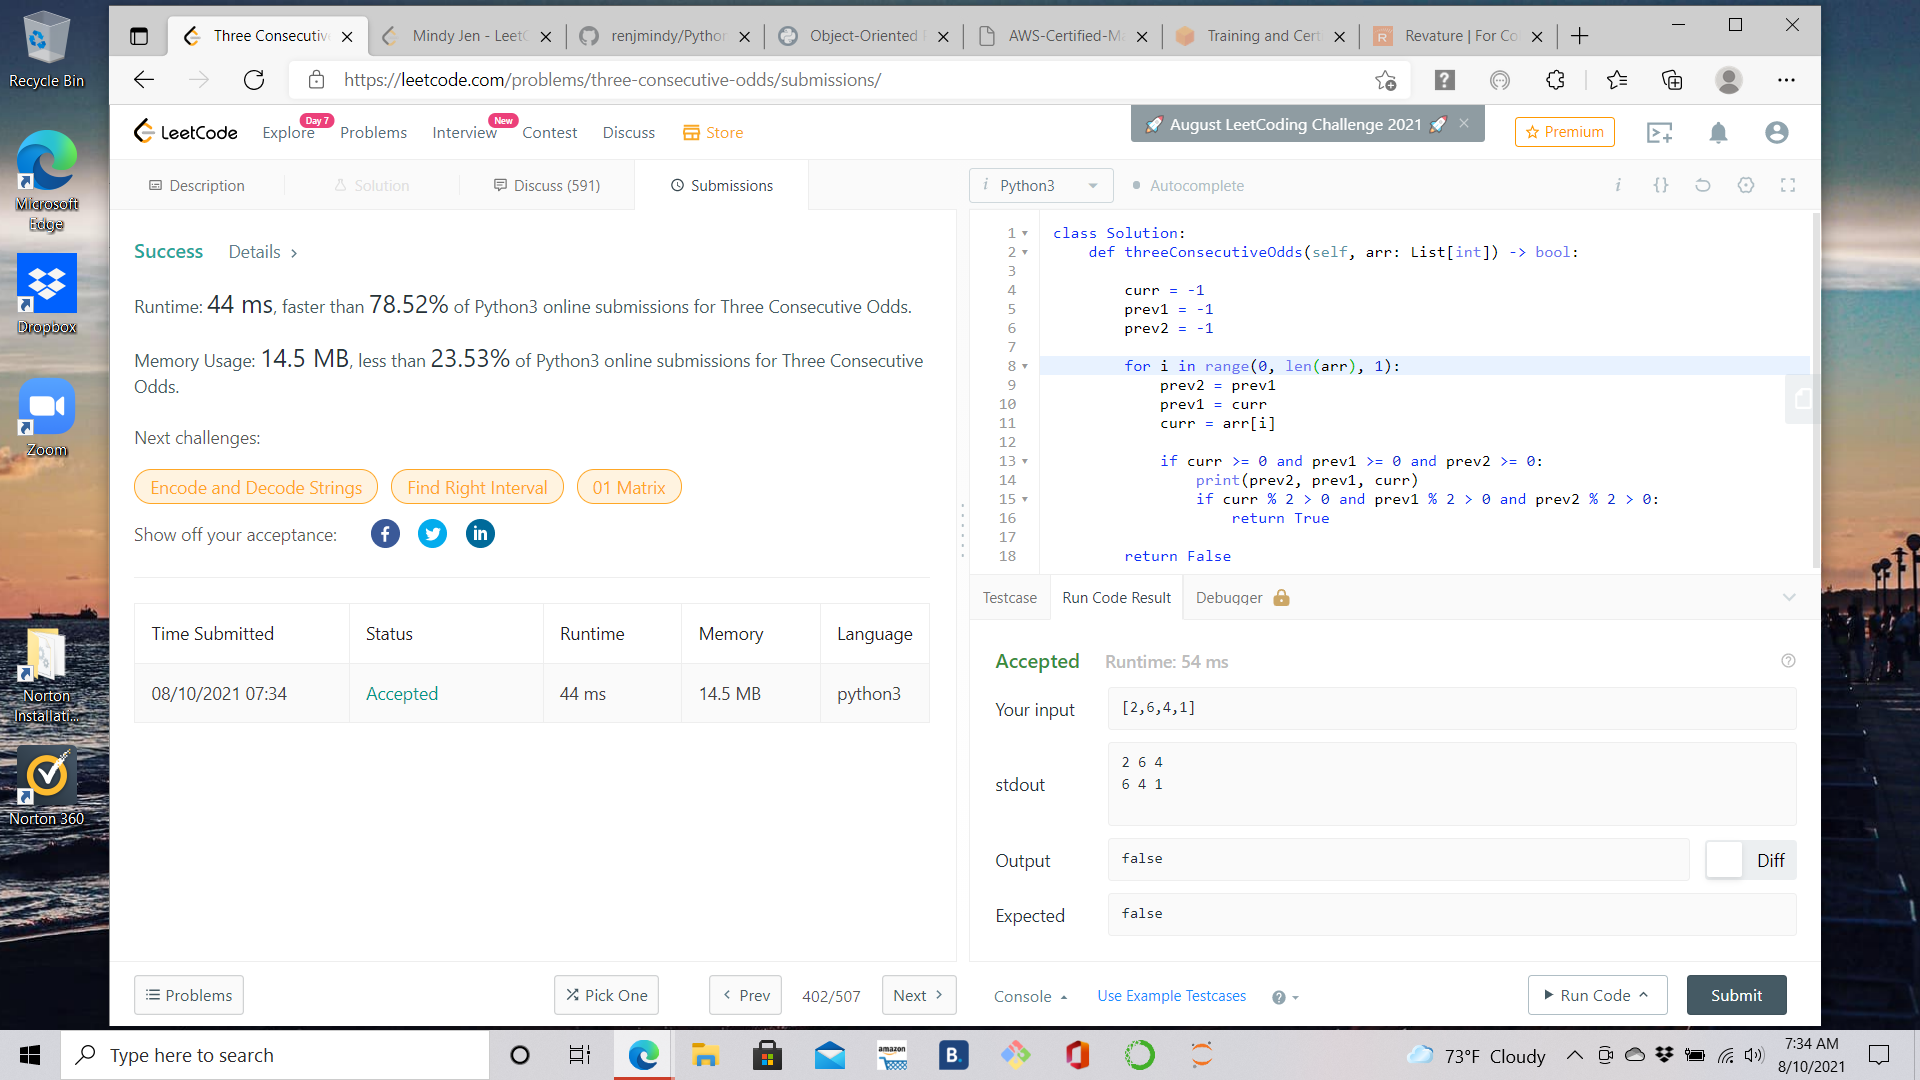 Recycle Bin
Microsoft
Edge
Dropbox
Zoom
Norton
Installati...
Norton 360
Three Consecutiv
Mindy Jen - Leet
renjmindy/Pytho
Object-Oriented
AWS-Certified-M
Training and Cert
Revature | For Co
https://leetcode.com/problems/three-consecutive-odds/submissions/
LeetCode
Explore
Day 7
Problems
Interview
New
Contest
Discuss
Store
🚀 August LeetCoding Challenge 2021 🚀
Premium
Description
Solution
Discuss (591)
Submissions
Success
Details
Runtime: 44 ms, faster than 78.52% of Python3 online submissions for Three Consecutive Odds.
Memory Usage: 14.5 MB, less than 23.53% of Python3 online submissions for Three Consecutive
Odds.
Next challenges:
Encode and Decode Strings
Find Right Interval
01 Matrix
Show off your acceptance:
Time Submitted Status Runtime Memory Language
08/10/2021 07:34 Accepted 44 ms 14.5 MB python3
i Python3
Autocomplete
1 class Solution:
2 def threeConsecutiveOdds(self, arr: List[int]) -> bool:
3
4 curr = -1
5 prev1 = -1
6 prev2 = -1
7
8 for i in range(0, len(arr), 1):
9 prev2 = prev1
10 prev1 = curr
11 curr = arr[i]
12
13 if curr >= 0 and prev1 >= 0 and prev2 >= 0:
14 print(prev2, prev1, curr)
15 if curr % 2 > 0 and prev1 % 2 > 0 and prev2 % 2 > 0:
16 return True
17
18 return False
Testcase
Run Code Result
Debugger
Accepted
Runtime: 54 ms
Your input
[2,6,4,1]
stdout
2 6 4
6 4 1
Output
false
Diff
Expected
false
Problems
Pick One
Prev
402/507
Next
Console
Use Example Testcases
Run Code
Submit
Type here to search
amazon
B.
73°F Cloudy
7:34 AM
8/10/2021